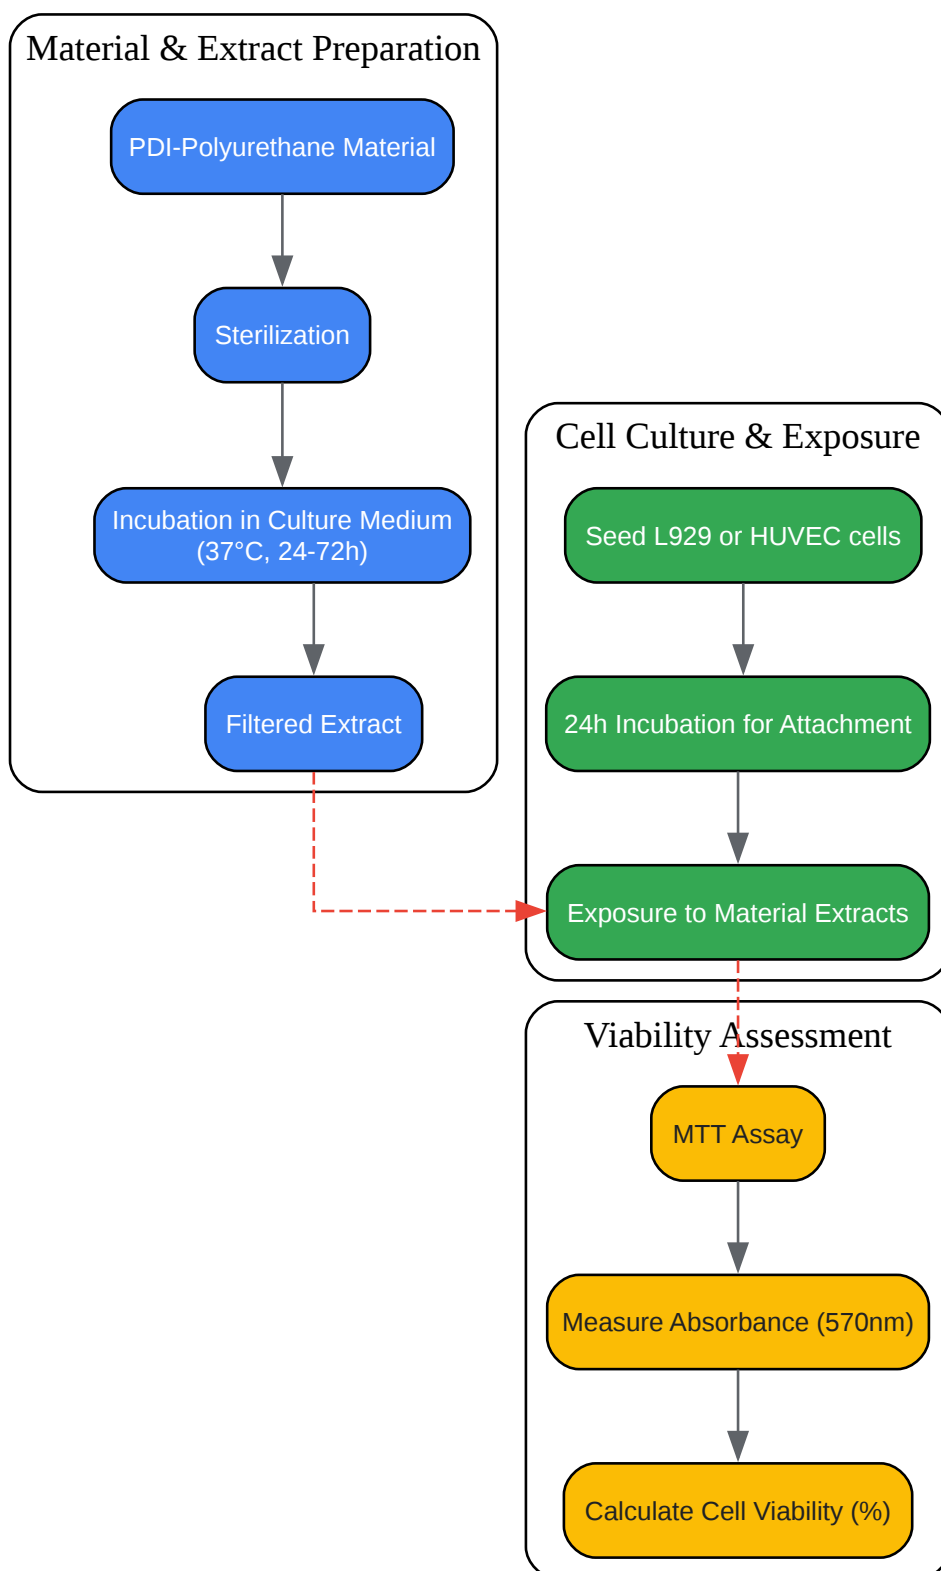 Material & Extract Preparation
PDI-Polyurethane Material
Sterilization
Incubation in Culture Medium
(37°C, 24-72h)
Filtered Extract
Cell Culture & Exposure
Seed L929 or HUVEC cells
24h Incubation for Attachment
Exposure to Material Extracts
Viability Assessment
MTT Assay
Measure Absorbance (570nm)
Calculate Cell Viability (%)